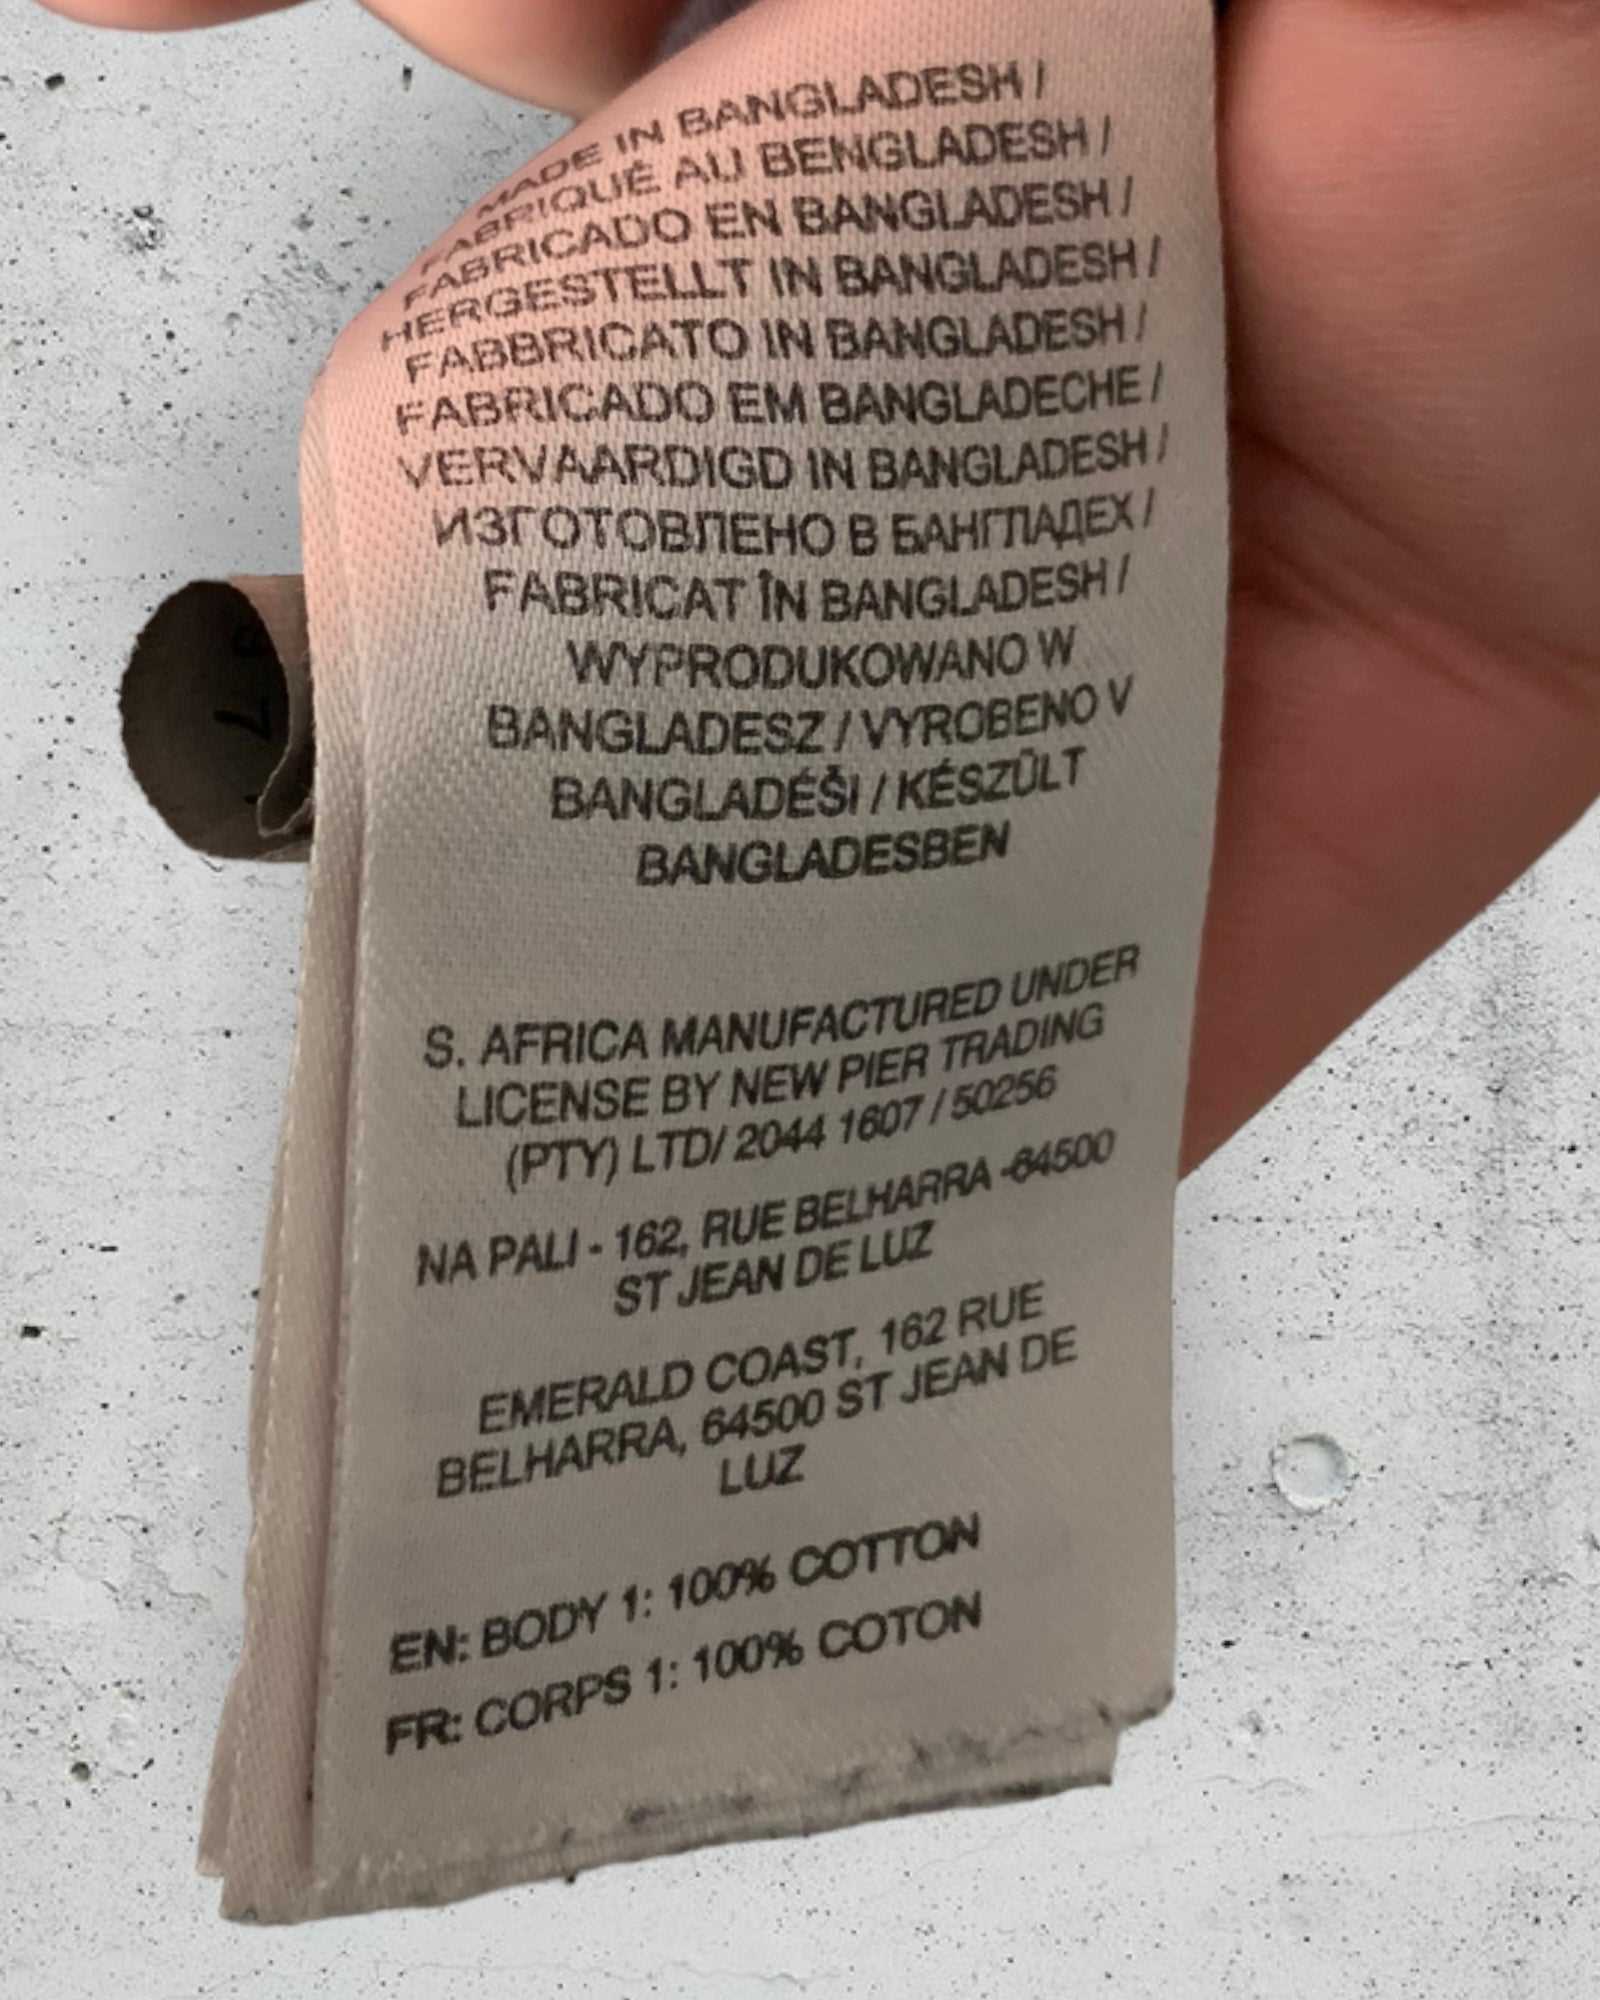 MADE IN BANGLADESH /
FABRIQUÉ AU BENGLADESH /
FABRICADO EN BANGLADESH /
HERGESTELLT IN BANGLADESH /
FABBRICATO IN BANGLADESH /
FABRICADO EM BANGLADECHE /
VERVAARDIGD IN BANGLADESH /
ИЗГОТОВЛЕНО В БАНГЛАДЕХ /
FABRICAT ÎN BANGLADESH /
WYPRODUKOWANO W
BANGLADESZ / VYROBENO V
BANGLADÉŠI / KÉSZÜLT
BANGLADESBEN
S. AFRICA MANUFACTURED UNDER
LICENSE BY NEW PIER TRADING
(PTY) LTD/ 2044 1607 / 50256
NA PALI - 162, RUE BELHARRA -64500
ST JEAN DE LUZ
EMERALD COAST, 162 RUE
BELHARRA, 64500 ST JEAN DE
LUZ
EN: BODY 1: 100% COTTON
FR: CORPS 1: 100% COTON